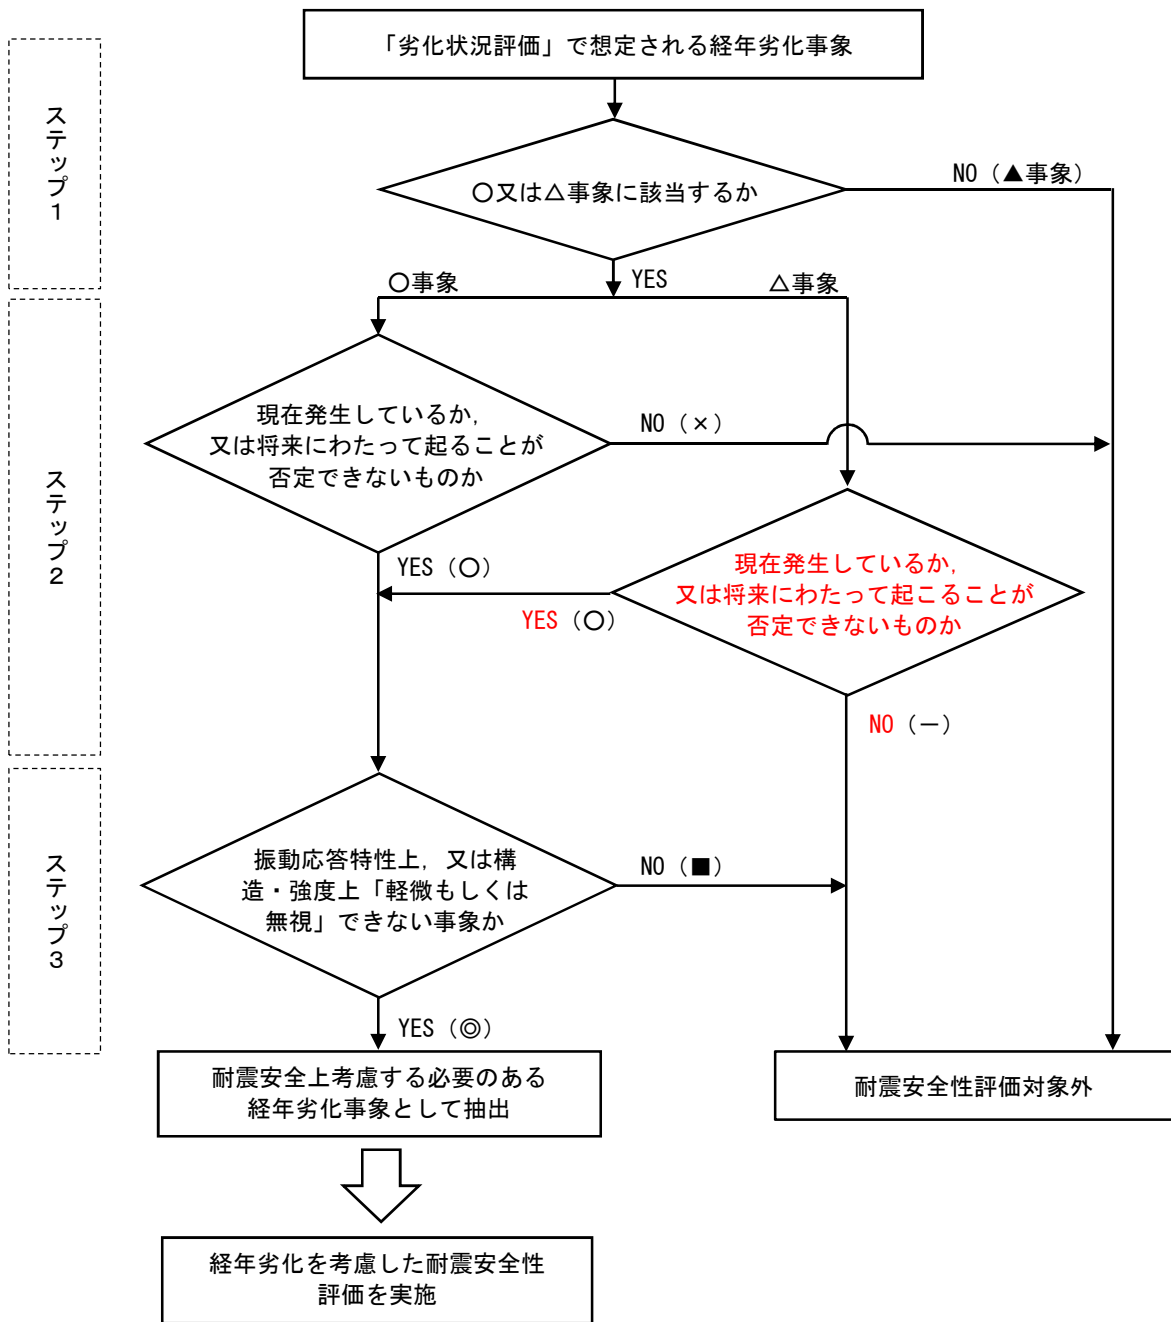 「劣化状況評価」で想定される経年劣化事象
ステップ1
〇又は△事象に該当するか
NO（▲事象）
YES
〇事象
△事象
ステップ2
現在発生しているか,
又は将来にわたって起ることが
否定できないものか
NO（×）
YES（〇）
現在発生しているか,
又は将来にわたって起こることが
否定できないものか
YES（〇）
NO（－）
ステップ3
振動応答特性上，又は構
造・強度上「軽微もしくは
無視」できない事象か
NO（■）
YES（◎）
耐震安全上考慮する必要のある
経年劣化事象として抽出
耐震安全性評価対象外
経年劣化を考慮した耐震安全性
評価を実施